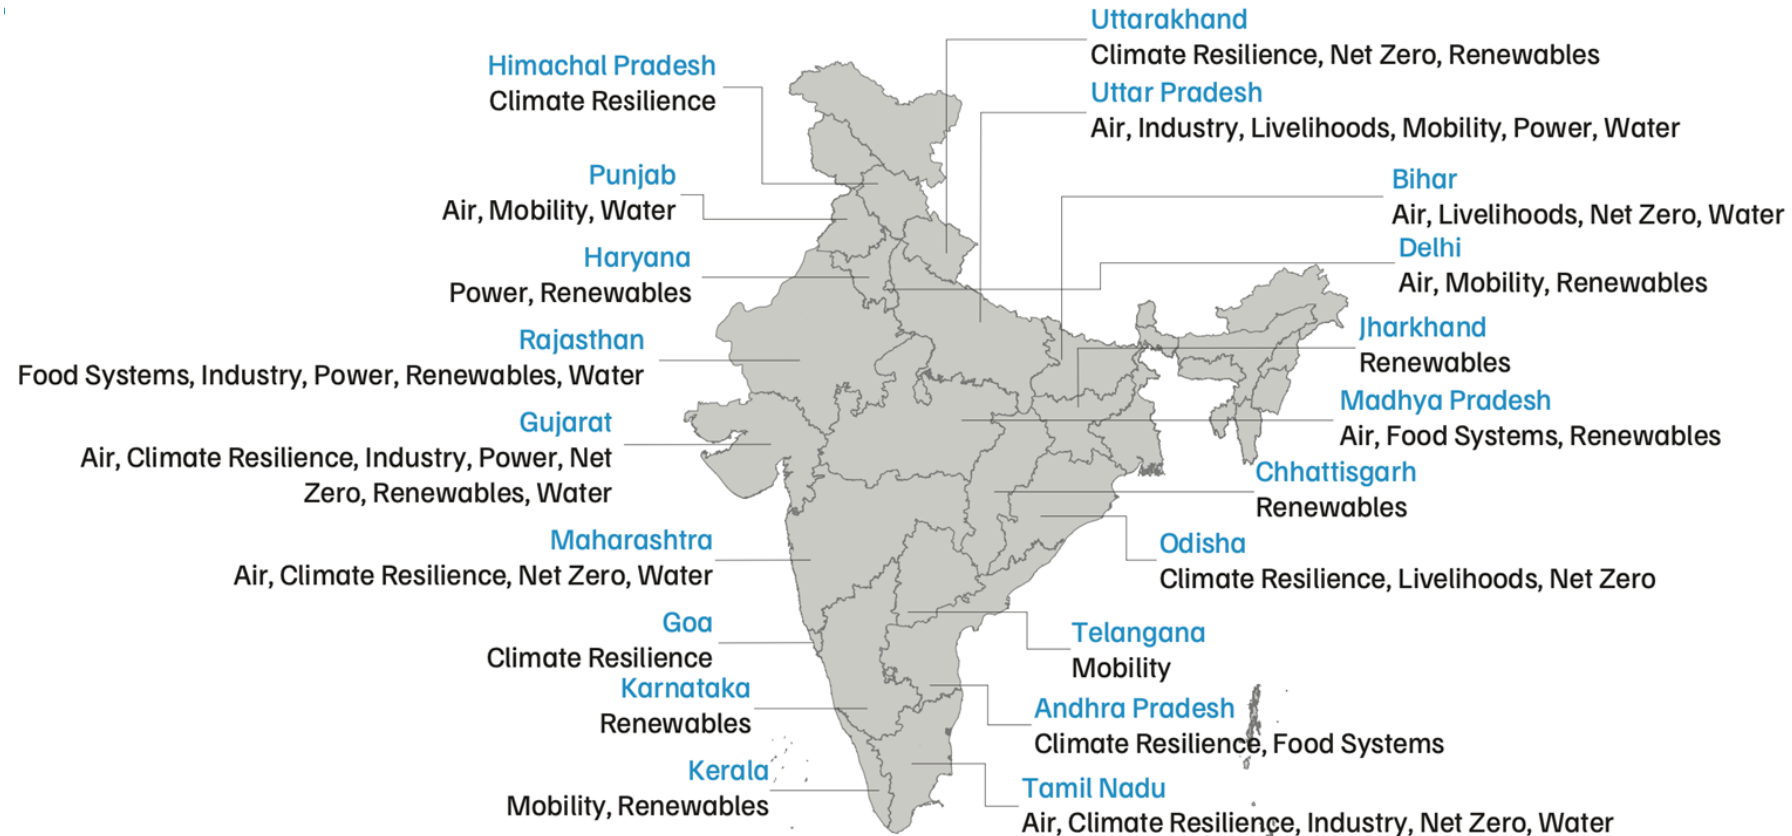 Himachal Pradesh
Climate Resilience
Punjab
Air, Mobility, Water
Haryana
Power, Renewables
Rajasthan
Food Systems, Industry, Power, Renewables, Water
Gujarat
Air, Climate Resilience, Industry, Power, Net
Zero, Renewables, Water
Maharashtra
Air, Climate Resilience, Net Zero, Water
Goa
Climate Resilience
Karnataka
Renewables
Kerala
Mobility, Renewables
Uttarakhand
Climate Resilience, Net Zero, Renewables
Uttar Pradesh
Air, Industry, Livelihoods, Mobility, Power, Water
Bihar
Air, Livelihoods, Net Zero, Water
Delhi
Air, Mobility, Renewables
Jharkhand
Renewables
Madhya Pradesh
Air, Food Systems, Renewables
Chhattisgarh
Renewables
Odisha
Climate Resilience, Livelihoods, Net Zero
Telangana
Mobility
Andhra Pradesh
Climate Resilience, Food Systems
Tamil Nadu
Air, Climate Resilience, Industry, Net Zero, Water